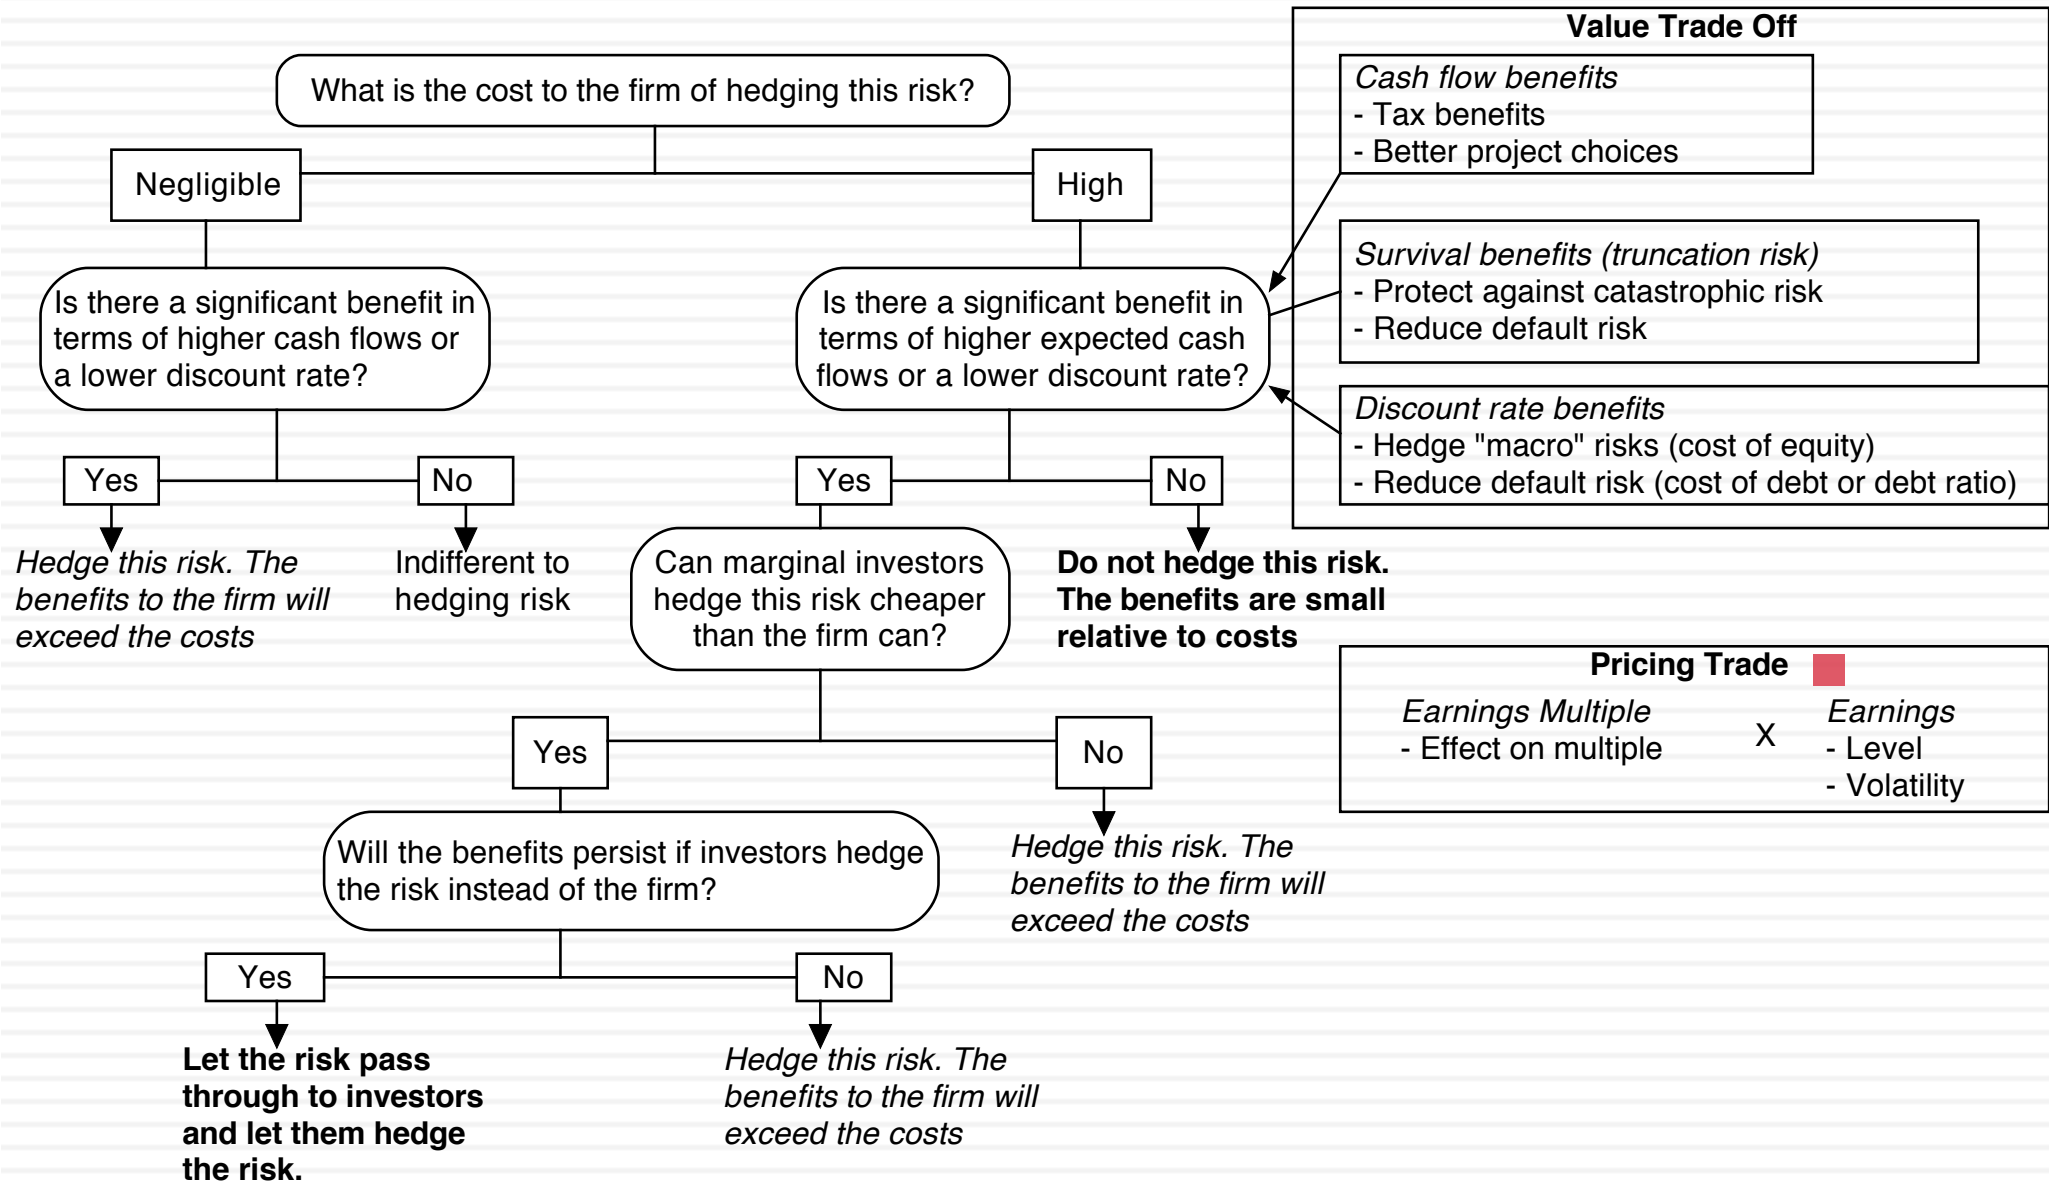 What is the cost to the firm of hedging this risk?
Negligible
High
Is there a significant benefit in
terms of higher cash flows or
a lower discount rate?
Is there a significant benefit in
terms of higher expected cash
flows or a lower discount rate?
Yes
No
Yes
No
Hedge this risk. The
benefits to the firm will
exceed the costs
Indifferent to
hedging risk
Can marginal investors
hedge this risk cheaper
than the firm can?
Do not hedge this risk.
The benefits are small
relative to costs
Yes
No
Will the benefits persist if investors hedge
the risk instead of the firm?
Hedge this risk. The
benefits to the firm will
exceed the costs
Yes
No
Let the risk pass
through to investors
and let them hedge
the risk.
Hedge this risk. The
benefits to the firm will
exceed the costs
Value Trade Off
Cash flow benefits
- Tax benefits
- Better project choices
Survival benefits (truncation risk)
- Protect against catastrophic risk
- Reduce default risk
Discount rate benefits
- Hedge "macro" risks (cost of equity)
- Reduce default risk (cost of debt or debt ratio)
Pricing Trade
Earnings Multiple
- Effect on multiple
X
Earnings
- Level
- Volatility